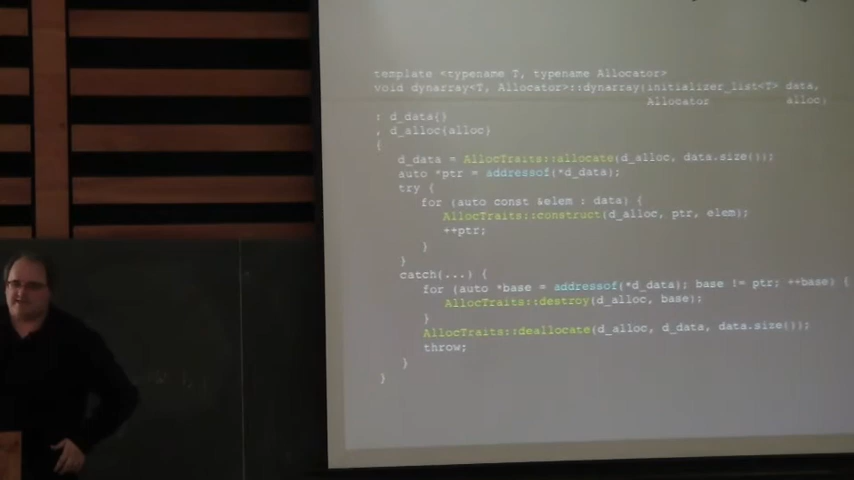 template <typename T, typename Allocator>
void dynarray<T, Allocator>::dynarray(initializer_list<T> data,
Allocator alloc)
: d_data{}
, d_alloc{alloc}
{
d_data = AllocTraits::allocate(d_alloc, data.size());
auto *ptr = addressof(*d_data);
try {
for (auto const &elem : data) {
AllocTraits::construct(d_alloc, ptr, elem);
++ptr;
}
}
catch(...) {
for (auto *base = addressof(*d_data); base != ptr; ++base) {
AllocTraits::destroy(d_alloc, base);
}
AllocTraits::deallocate(d_alloc, d_data, data.size());
throw;
}
}